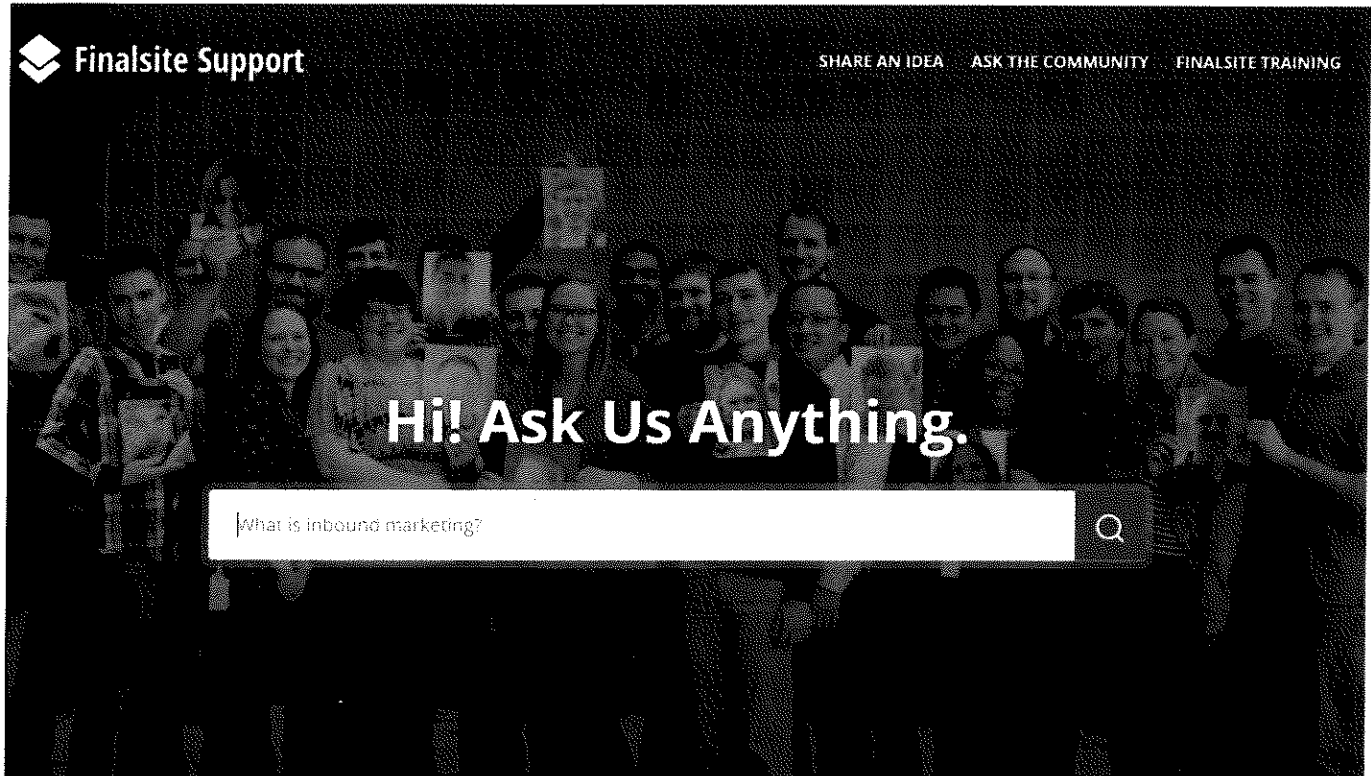 Finalsite Support
SHARE AN IDEA ASK THE COMMUNITY FINALSITE TRAINING
Hi! Ask Us Anything.
What is inbound marketing?